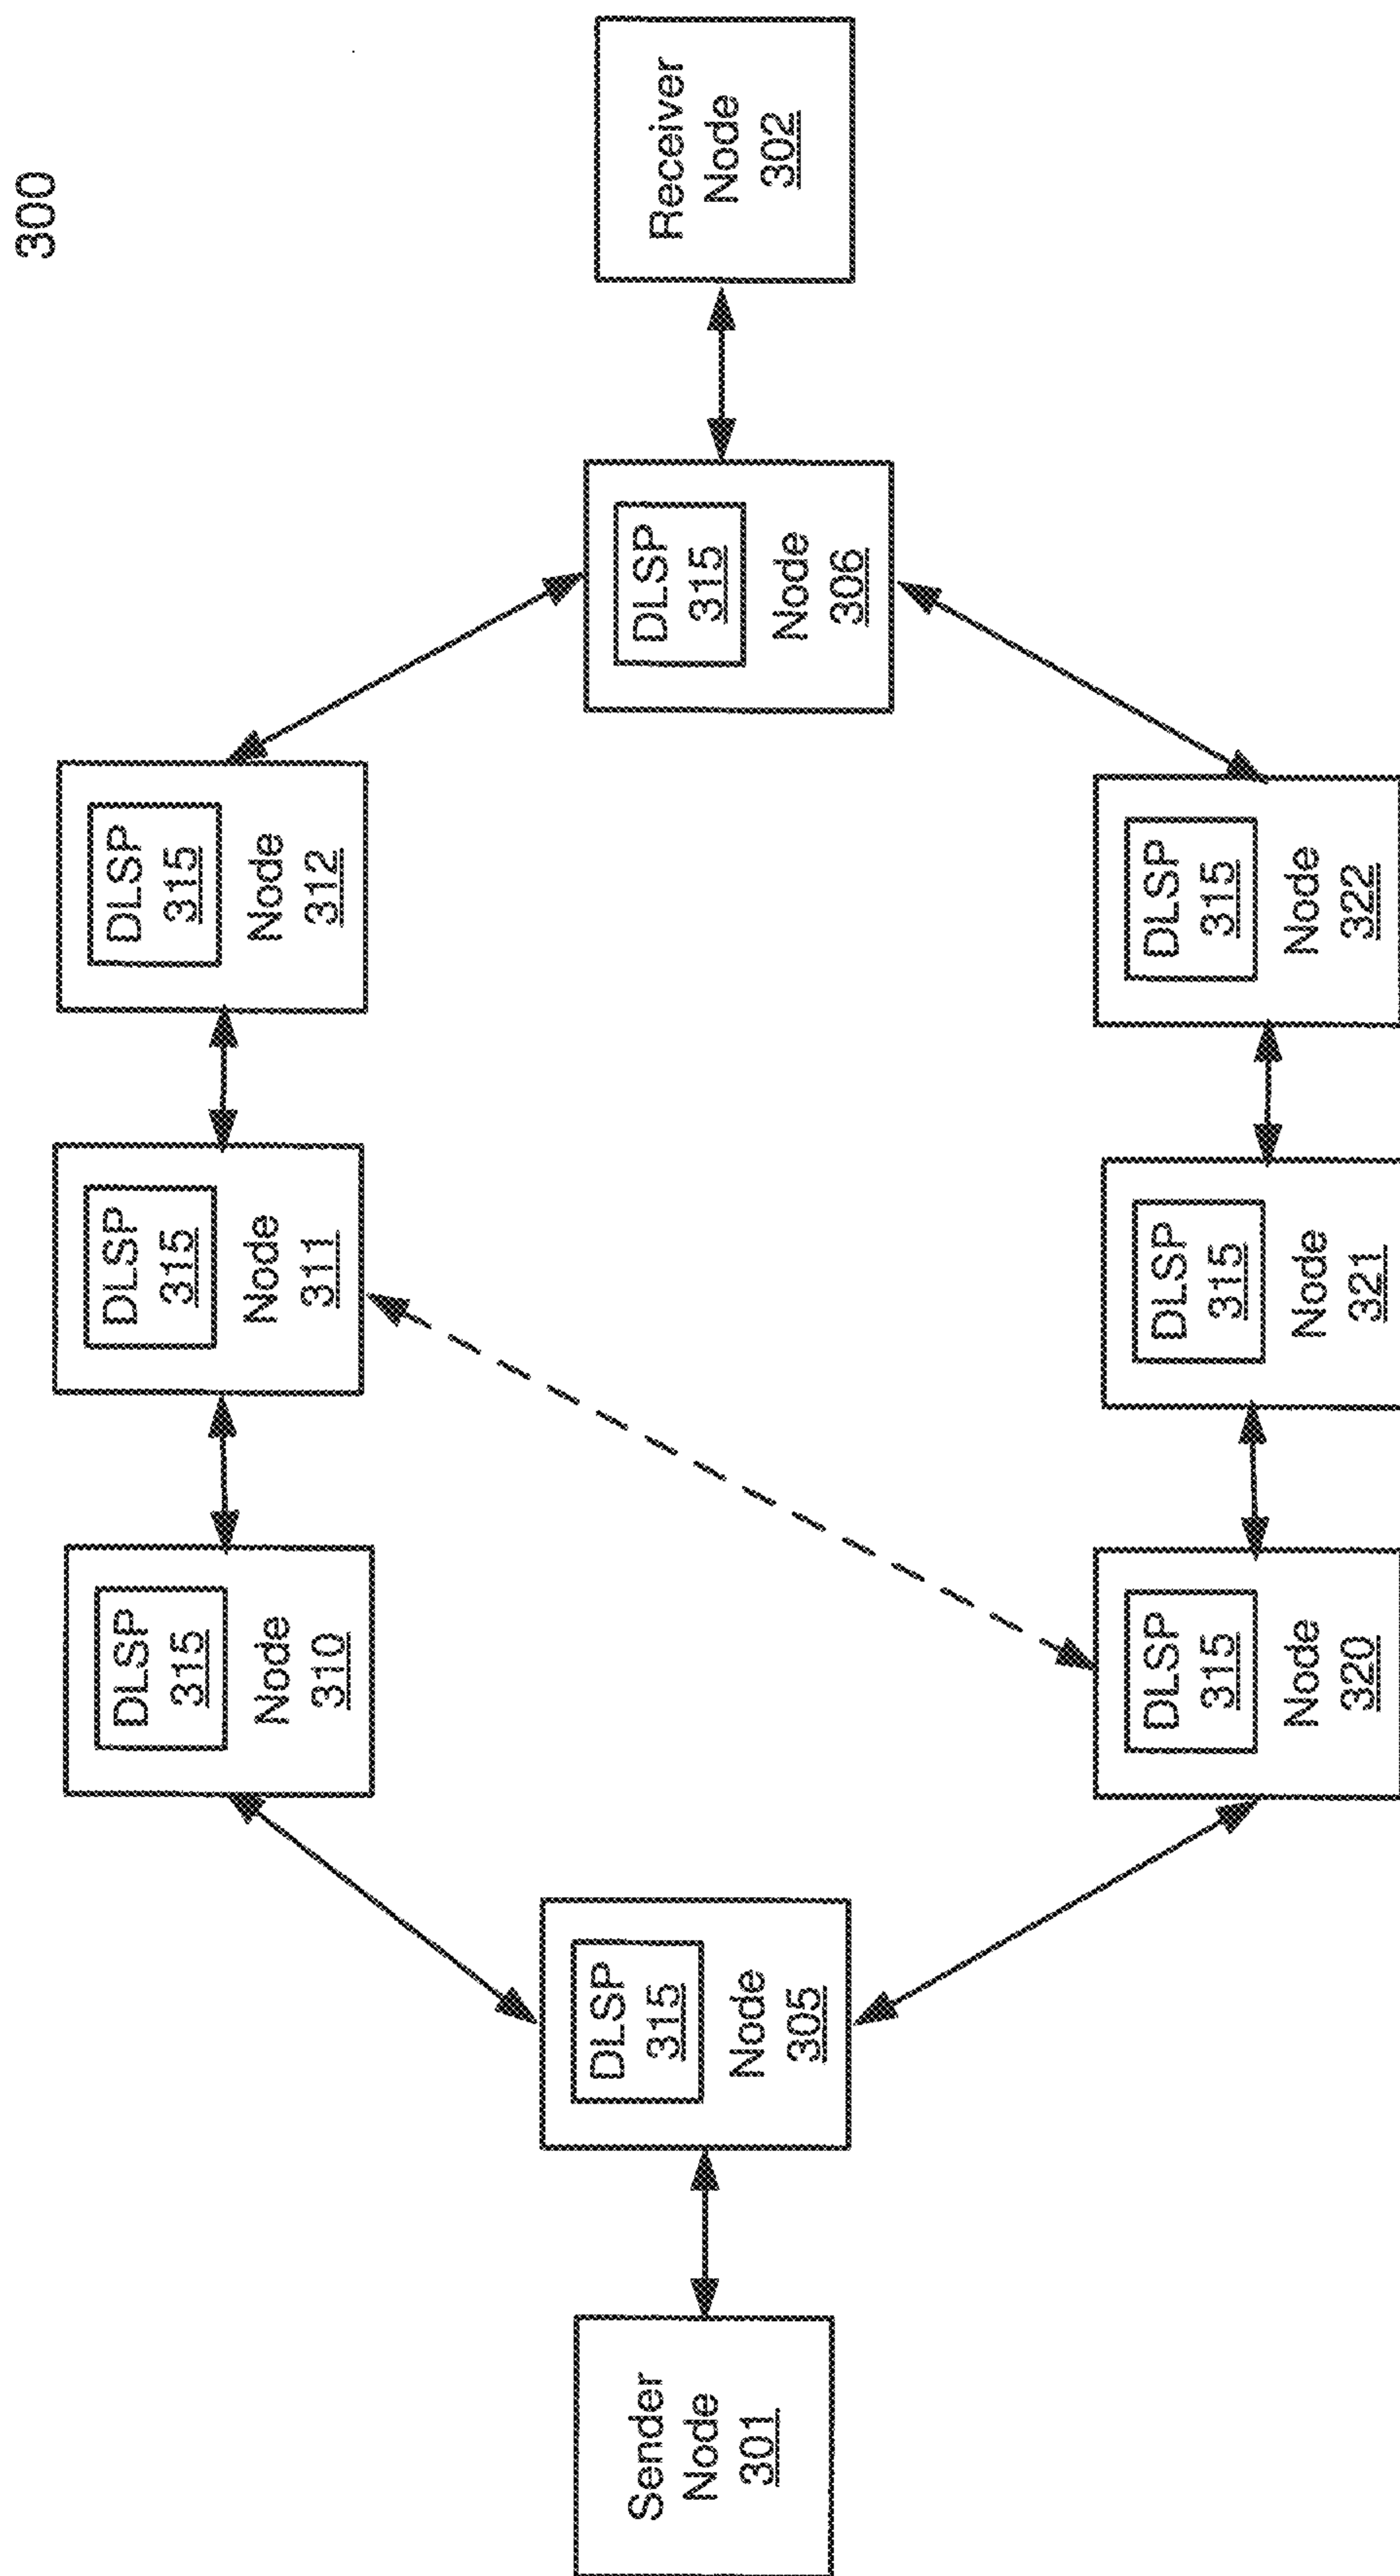 300
DLSP
315
Node
310
DLSP
315
Node
311
DLSP
315
Node
312
Sender
Node
301
DLSP
315
Node
305
DLSP
315
Node
306
Receiver
Node
302
DLSP
315
Node
320
DLSP
315
Node
321
DLSP
315
Node
322